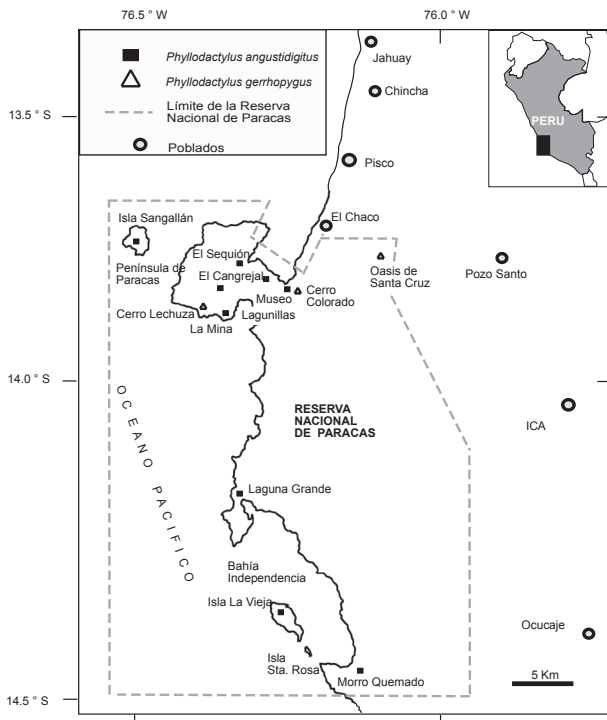 76.5° W
76.0° W
13.5° S
14.0° S
14.5° S
Phyllodactylus angustidigitus
Phyllodactylus gerrhopygus
Límite de la Reserva
Nacional de Paracas
Poblados
PERU
Jahuay
Chincha
Pisco
El Chaco
Isla Sangallán
El Sequión
Península de
Paracas
El Cangrejal
Oasis de
Santa Cruz
Pozo Santo
Museo
Cerro
Colorado
Cerro Lechuza
Lagunillas
La Mina
OCEANO PACIFICO
RESERVA
NACIONAL
DE PARACAS
ICA
Laguna Grande
Bahía
Independencia
Isla La Vieja
Ocucaje
Isla
Sta. Rosa
Morro Quemado
5 Km